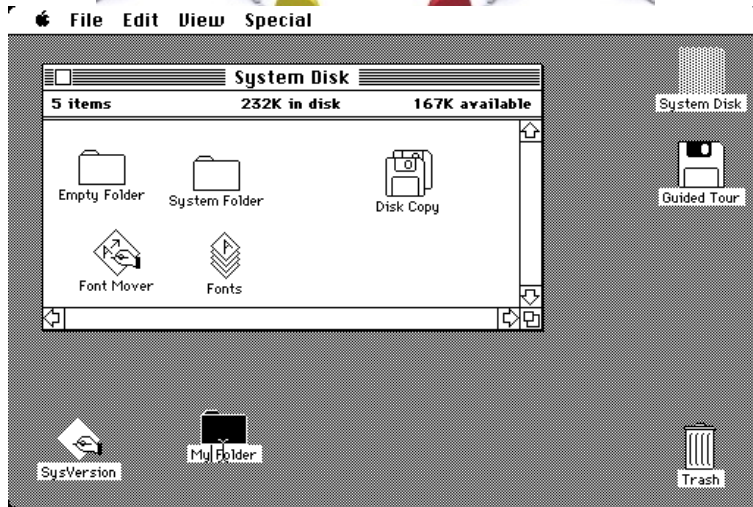 File Edit View Special
System Disk
5 items 232K in disk 167K available
Empty Folder System Folder Disk Copy
Font Mover Fonts
System Disk
Guided Tour
SysVersion
My Folder
Trash